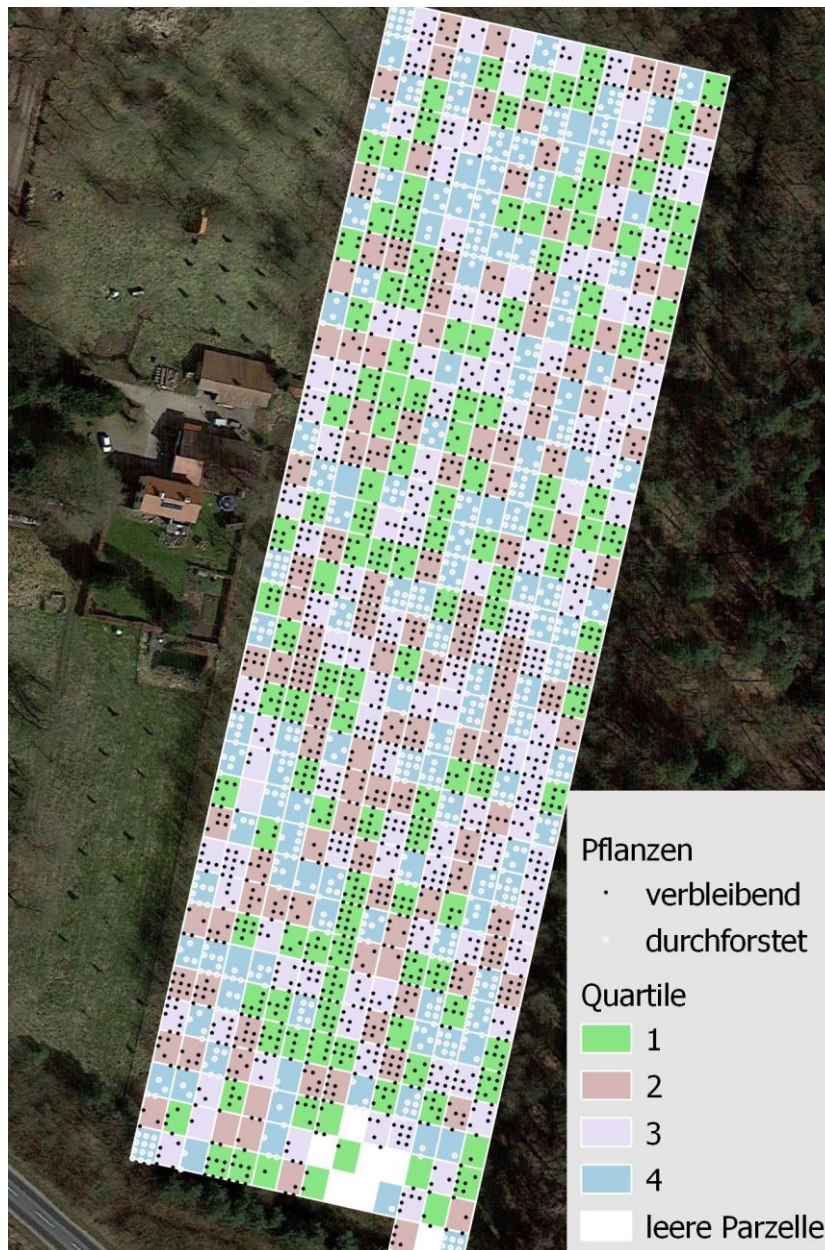 Pflanzen
verbleibend
durchforstet
Quartile
1
2
3
4
leere Parzelle